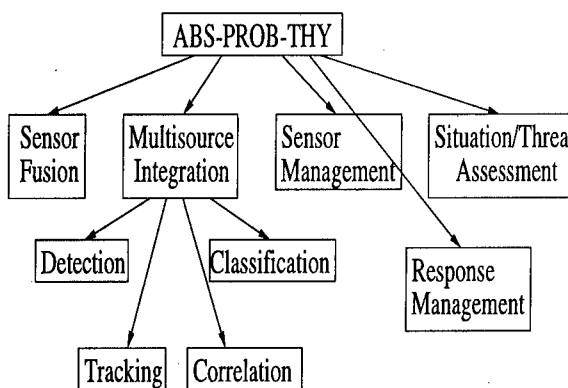 ABS-PROB-THY
Sensor
Fusion
Multisource
Integration
Sensor
Management
Situation/Threa
Assessment
Detection
Classification
Response
Management
Tracking
Correlation